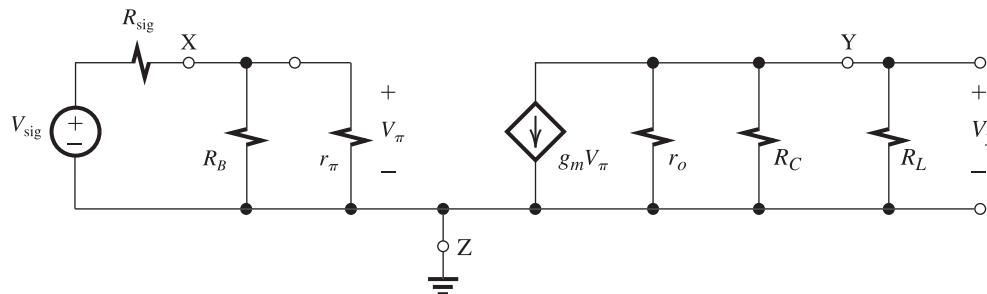 R_sig
X
Y
+
+
V_sig
+
−
R_B
r_π
V_π
−
g_mV_π
r_o
R_C
R_L
−
Z